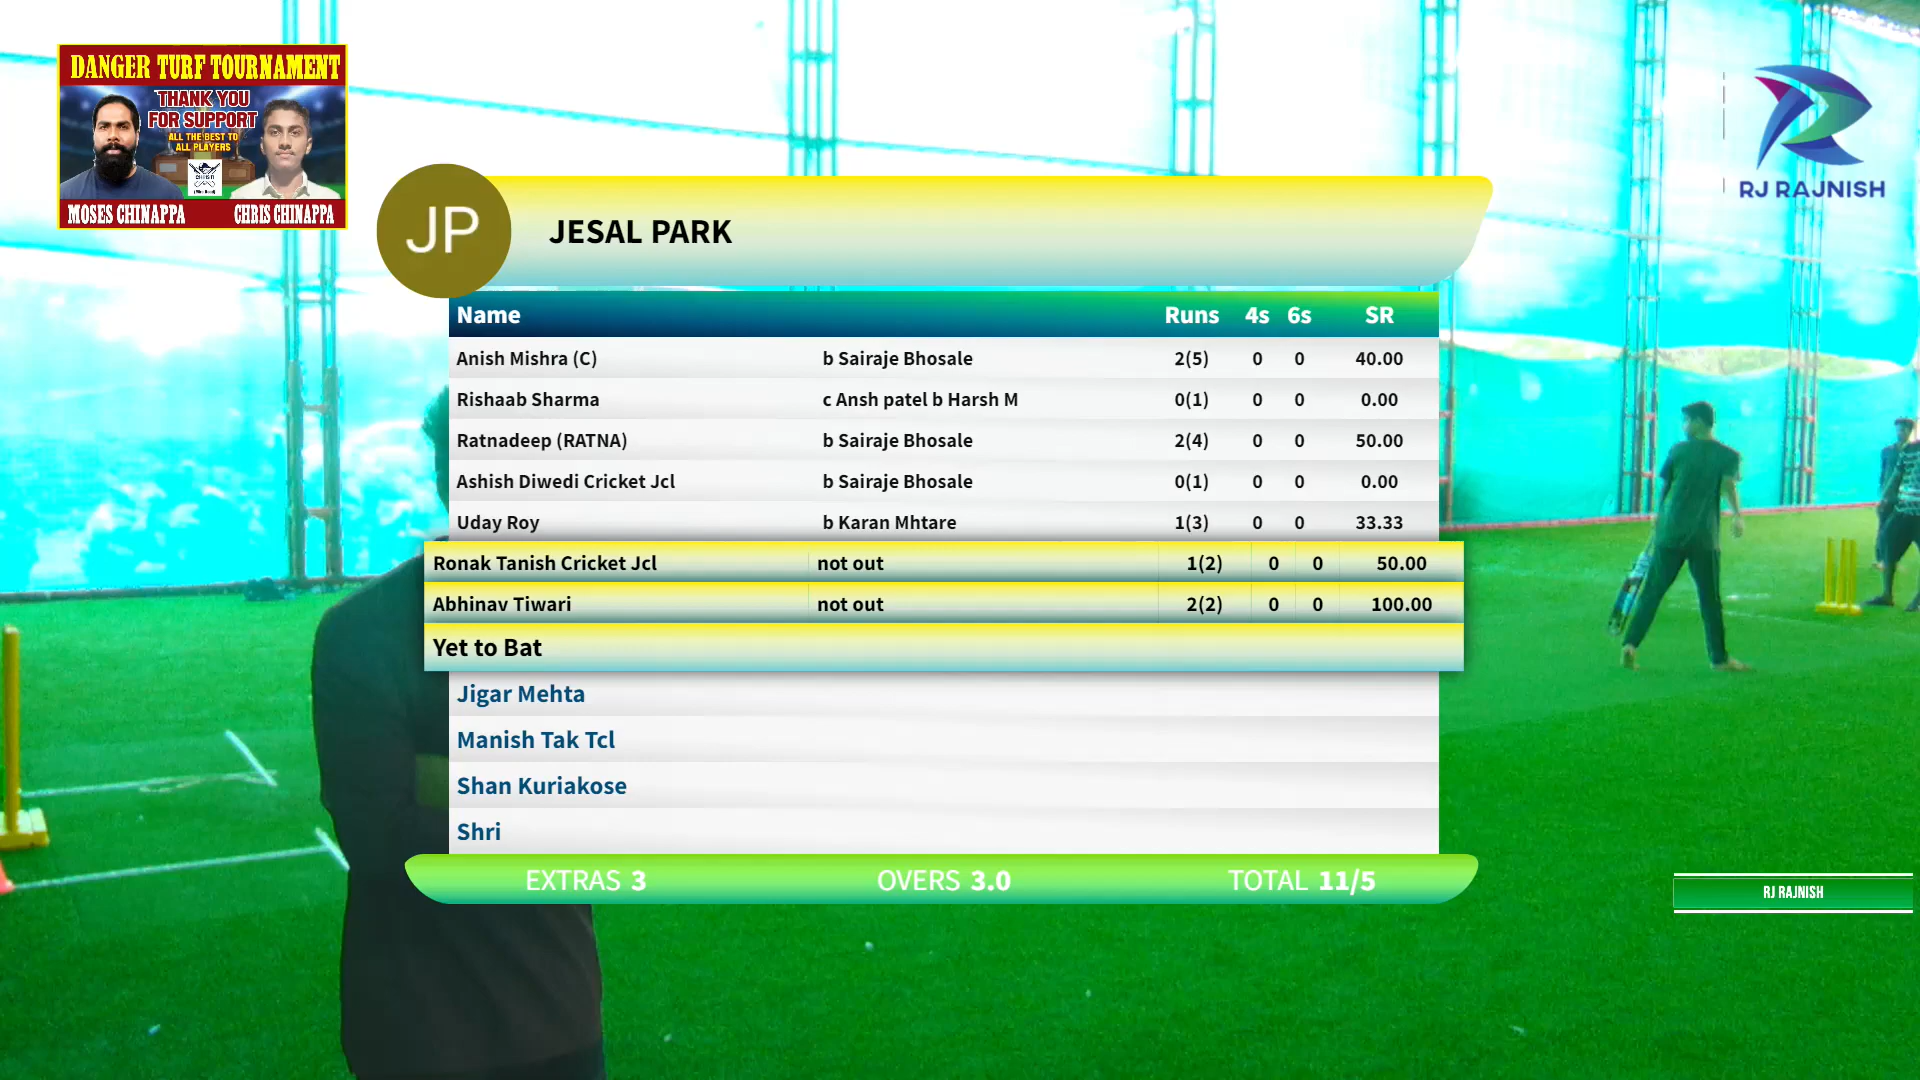 DANGER TURF TOURNAMENT
THANK YOU
FOR SUPPORT
ALL THE BEST TO
ALL PLAYERS
MOSES CHINAPPA CHRIS CHINAPPA
RJ RAJNISH
JP JESAL PARK
Name Runs 4s 6s SR
Anish Mishra (C) b Sairaje Bhosale 2(5) 0 0 40.00
Rishaab Sharma c Ansh patel b Harsh M 0(1) 0 0 0.00
Ratnadeep (RATNA) b Sairaje Bhosale 2(4) 0 0 50.00
Ashish Diwedi Cricket Jcl b Sairaje Bhosale 0(1) 0 0 0.00
Uday Roy b Karan Mhtare 1(3) 0 0 33.33
Ronak Tanish Cricket Jcl not out 1(2) 0 0 50.00
Abhinav Tiwari not out 2(2) 0 0 100.00
Yet to Bat
Jigar Mehta
Manish Tak Tcl
Shan Kuriakose
Shri
EXTRAS 3 OVERS 3.0 TOTAL 11/5
RJ RAJNISH